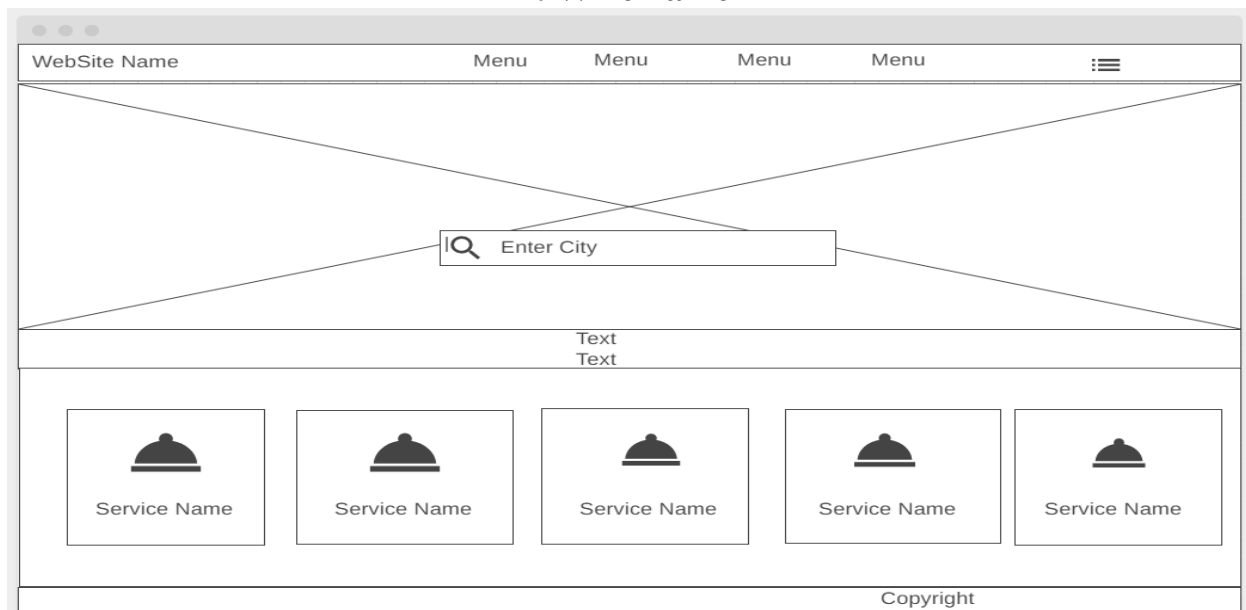 WebSite Name Menu Menu Menu Menu
Enter City
Text
Text
Service Name Service Name Service Name Service Name Service Name
Copyright